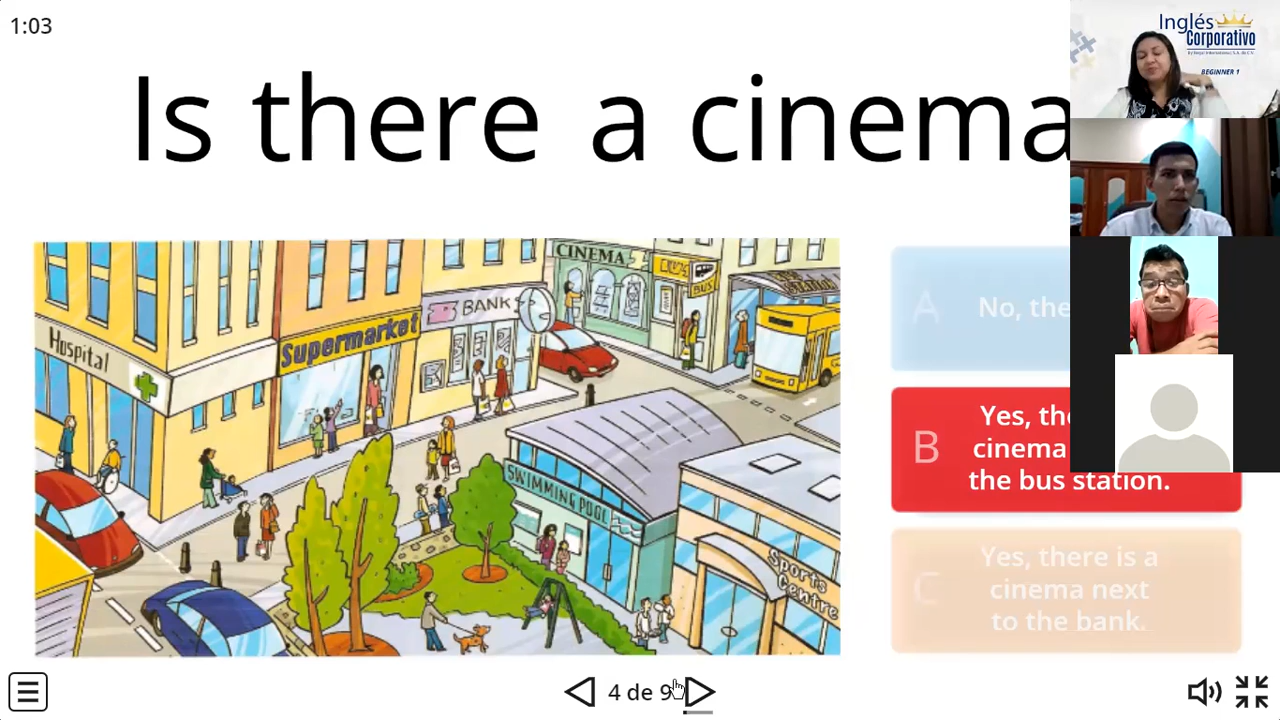 1:03
Inglés
Corporativo
BEGINNER 1
Is there a cinema
CINEMA
BUS
BANK
Supermarket
Hospital
SWIMMING POOL
Sports
Centre
A No, the
B Yes, the
cinema
the bus station.
C Yes, there is a
cinema next
to the bank.
4 de 9